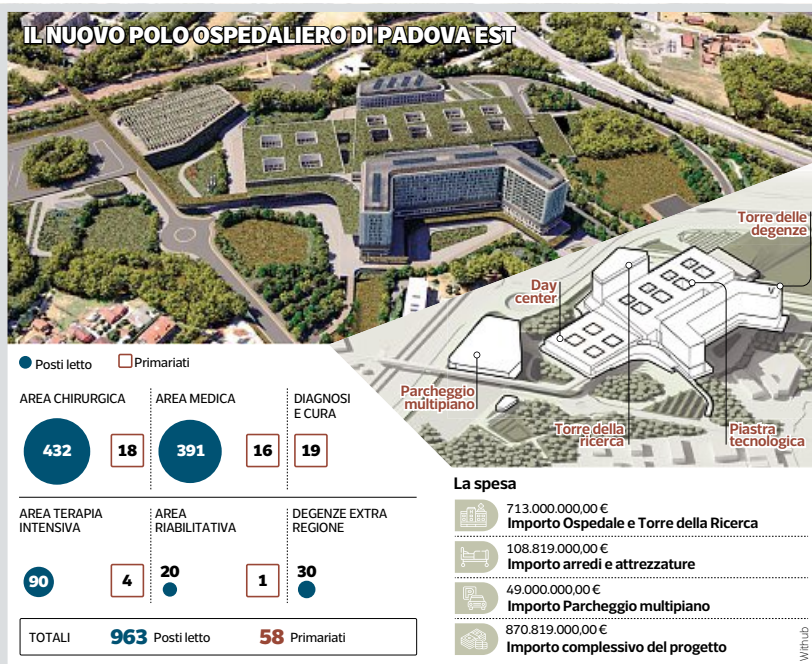 IL NUOVO POLO OSPEDALIERO DI PADOVA EST
Torre delle
degenze
Day
center
Parcheggio
multipiano
Torre della
ricerca
Piastra
tecnologica
Posti letto
Primariati
AREA CHIRURGICA
432
18
AREA MEDICA
391
16
DIAGNOSI
E CURA
19
AREA TERAPIA
INTENSIVA
90
4
AREA
RIABILITATIVA
20
1
DEGENZE EXTRA
REGIONE
30
TOTALI 963 Posti letto 58 Primariati
La spesa
713.000.000,00 €
Importo Ospedale e Torre della Ricerca
108.819.000,00 €
Importo arredi e attrezzature
49.000.000,00 €
Importo Parcheggio multipiano
870.819.000,00 €
Importo complessivo del progetto
Withub